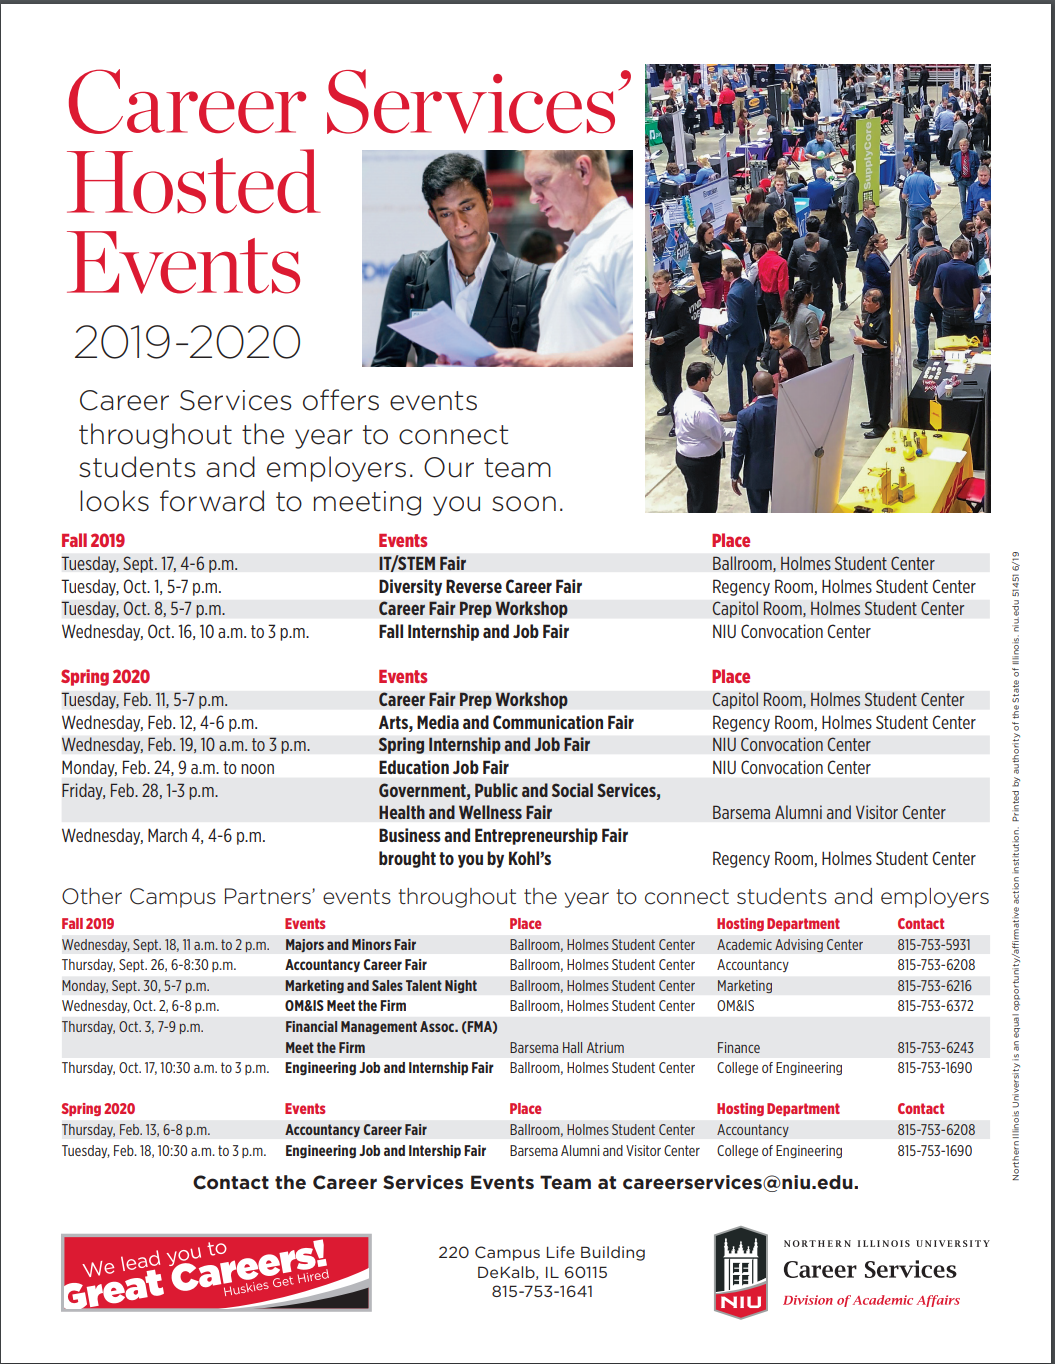 Career Services’
Hosted
Events
2019-2020
Career Services offers events
throughout the year to connect
students and employers. Our team
looks forward to meeting you soon.
SupplyCore
Fall 2019 Events Place
Tuesday, Sept. 17, 4-6 p.m. IT/STEM Fair Ballroom, Holmes Student Center
Tuesday, Oct. 1, 5-7 p.m. Diversity Reverse Career Fair Regency Room, Holmes Student Center
Tuesday, Oct. 8, 5-7 p.m. Career Fair Prep Workshop Capitol Room, Holmes Student Center
Wednesday, Oct. 16, 10 a.m. to 3 p.m. Fall Internship and Job Fair NIU Convocation Center
Spring 2020 Events Place
Tuesday, Feb. 11, 5-7 p.m. Career Fair Prep Workshop Capitol Room, Holmes Student Center
Wednesday, Feb. 12, 4-6 p.m. Arts, Media and Communication Fair Regency Room, Holmes Student Center
Wednesday, Feb. 19, 10 a.m. to 3 p.m. Spring Internship and Job Fair NIU Convocation Center
Monday, Feb. 24, 9 a.m. to noon Education Job Fair NIU Convocation Center
Friday, Feb. 28, 1-3 p.m. Government, Public and Social Services,
Health and Wellness Fair Barsema Alumni and Visitor Center
Wednesday, March 4, 4-6 p.m. Business and Entrepreneurship Fair
brought to you by Kohl’s Regency Room, Holmes Student Center
Other Campus Partners’ events throughout the year to connect students and employers
Fall 2019 Events Place Hosting Department Contact
Wednesday, Sept. 18, 11 a.m. to 2 p.m. Majors and Minors Fair Ballroom, Holmes Student Center Academic Advising Center 815-753-5931
Thursday, Sept. 26, 6-8:30 p.m. Accountancy Career Fair Ballroom, Holmes Student Center Accountancy 815-753-6208
Monday, Sept. 30, 5-7 p.m. Marketing and Sales Talent Night Ballroom, Holmes Student Center Marketing 815-753-6216
Wednesday, Oct. 2, 6-8 p.m. OM&IS Meet the Firm Ballroom, Holmes Student Center OM&IS 815-753-6372
Thursday, Oct. 3, 7-9 p.m. Financial Management Assoc. (FMA)
Meet the Firm Barsema Hall Atrium Finance 815-753-6243
Thursday, Oct. 17, 10:30 a.m. to 3 p.m. Engineering Job and Internship Fair Ballroom, Holmes Student Center College of Engineering 815-753-1690
Spring 2020 Events Place Hosting Department Contact
Thursday, Feb. 13, 6-8 p.m. Accountancy Career Fair Ballroom, Holmes Student Center Accountancy 815-753-6208
Tuesday, Feb. 18, 10:30 a.m. to 3 p.m. Engineering Job and Intership Fair Barsema Alumni and Visitor Center College of Engineering 815-753-1690
Contact the Career Services Events Team at careerservices@niu.edu.
We lead you to
Great Careers!
Huskies Get Hired
220 Campus Life Building
DeKalb, IL 60115
815-753-1641
NIU
NORTHERN ILLINOIS UNIVERSITY
Career Services
Division of Academic Affairs
Northern Illinois University is an equal opportunity/affirmative action institution. Printed by authority of the State of Illinois. niu.edu 51451 6/19